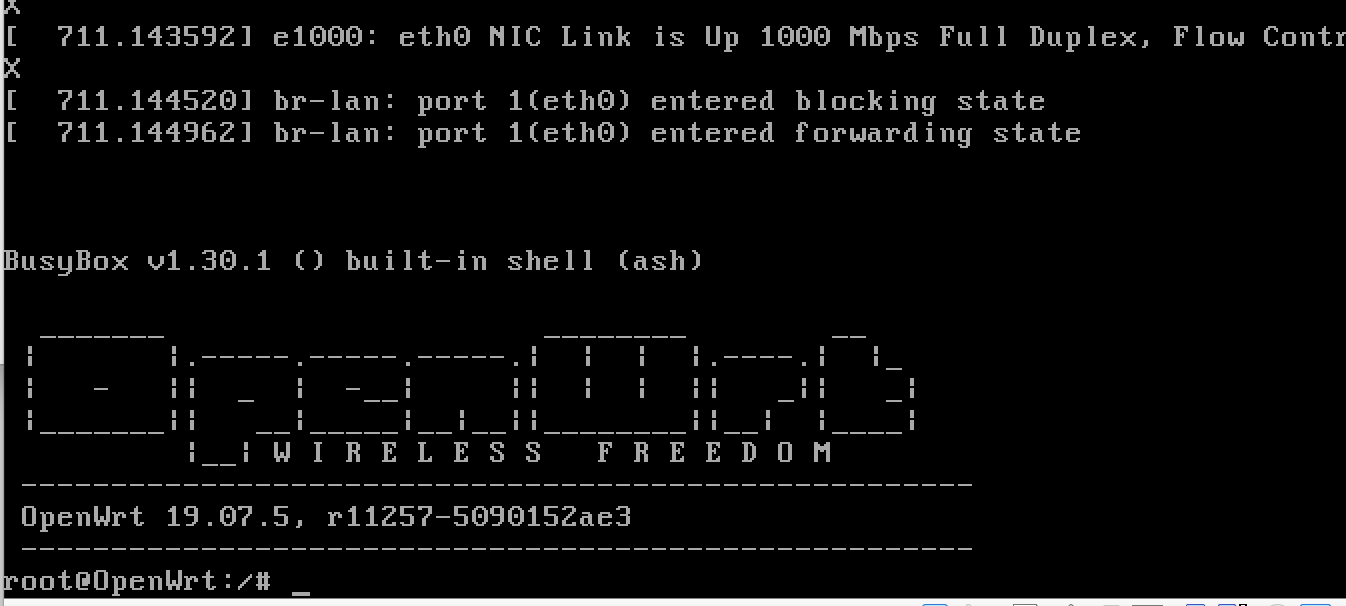 X
[  711.143592] e1000: eth0 NIC Link is Up 1000 Mbps Full Duplex, Flow Contr
X
[  711.144520] br-lan: port 1(eth0) entered blocking state
[  711.144962] br-lan: port 1(eth0) entered forwarding state
BusyBox v1.30.1 () built-in shell (ash)
OpenWrt
W I R E L E S S   F R E E D O M
-----------------------------------------------------
OpenWrt 19.07.5, r11257-5090152ae3
-----------------------------------------------------
root@OpenWrt:/# _